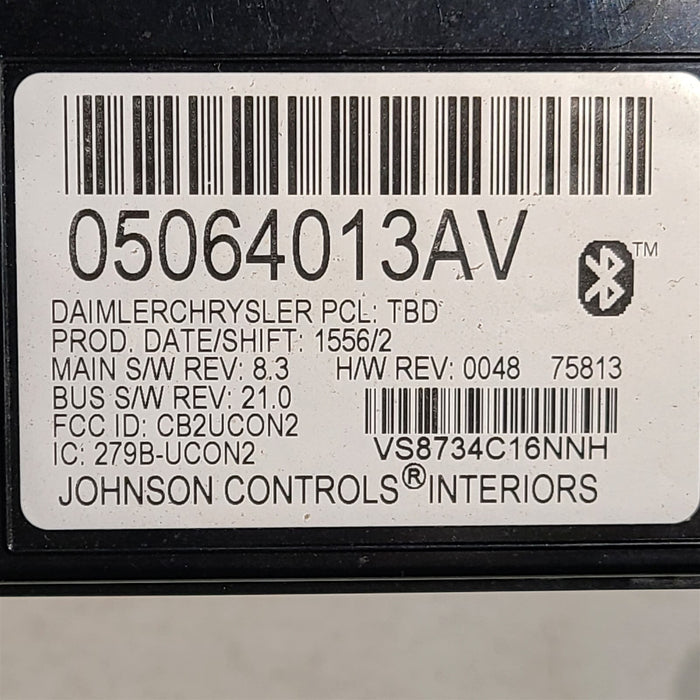 05064013AV
TM
DAIMLERCHRYSLER PCL: TBD
PROD. DATE/SHIFT: 1556/2
MAIN S/W REV: 8.3 H/W REV: 0048 75813
BUS S/W REV: 21.0
FCC ID: CB2UCON2
VS8734C16NNH
IC: 279B-UCON2
JOHNSON CONTROLS® INTERIORS